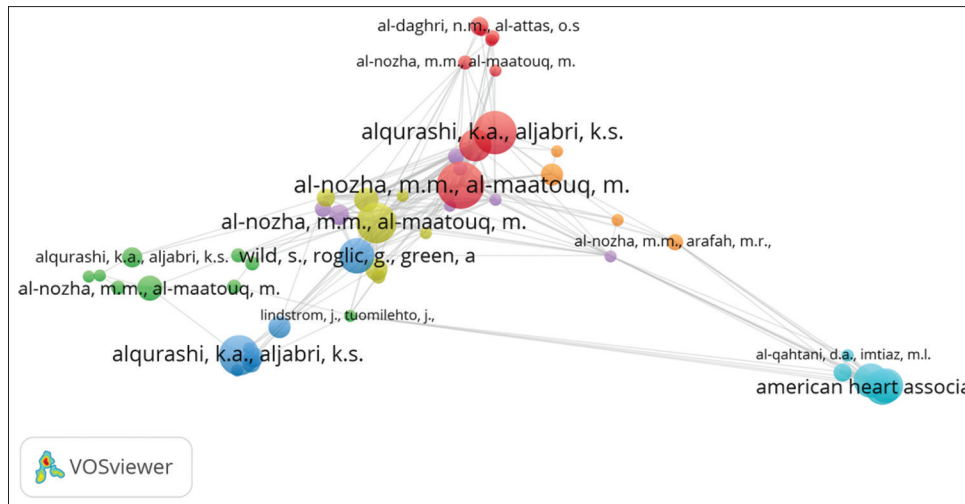 al-daghri, n.m., al-attas, o.s
al-nozha, m.m., al-maatouq, m.
alqurashi, k.a., aljabri, k.s.
al-nozha, m.m., al-maatouq, m.
al-nozha, m.m., al-maatouq, m.
al-nozha, m.m., arafah, m.r.,
alqurashi, k.a., aljabri, k.s.
wild, s., roglic, g., green, a
al-nozha, m.m., al-maatouq, m.
lindstrom, j., tuomilehto, j.,
alqurashi, k.a., aljabri, k.s.
al-qahtani, d.a., imtiaz, m.l.
american heart associa
VOSviewer